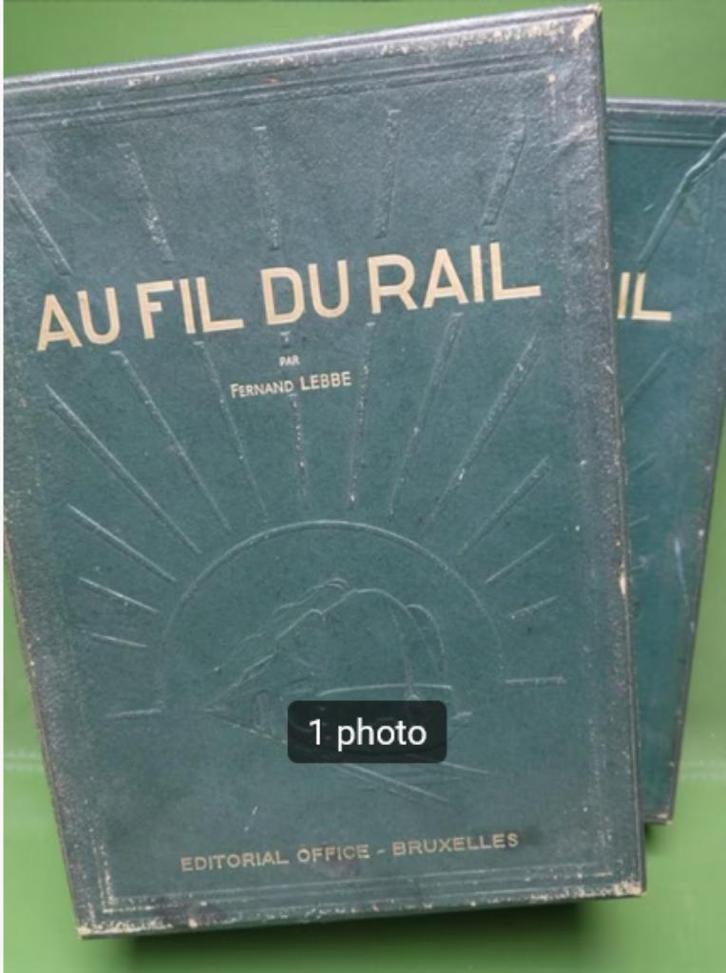 AU FIL DU RAIL
PAR
FERNAND LEBBE
EDITORIAL OFFICE - BRUXELLES
IL
1 photo